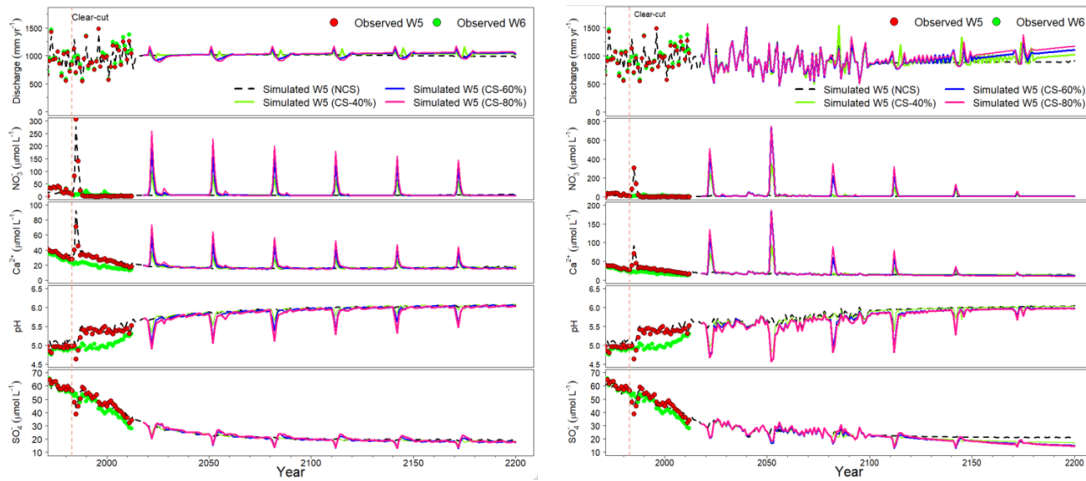 Clear-cut
Observed W5
Observed W6
Discharge (mm yr⁻¹)
1500
1000
500
0
Simulated W5 (NCS)
Simulated W5 (CS-60%)
Simulated W5 (CS-40%)
Simulated W5 (CS-80%)
NO₃⁻ (µmol L⁻¹)
300
250
200
150
100
50
0
Ca²⁺ (µmol L⁻¹)
100
80
60
40
20
0
pH
6.5
6.0
5.5
5.0
4.5
SO₄²⁻ (µmol L⁻¹)
70
60
50
40
30
20
10
2000
2050
2100
2150
2200
Year
Clear-cut
Observed W5
Observed W6
Discharge (mm yr⁻¹)
1500
1000
500
0
Simulated W5 (NCS)
Simulated W5 (CS-60%)
Simulated W5 (CS-40%)
Simulated W5 (CS-80%)
NO₃⁻ (µmol L⁻¹)
800
600
400
200
0
Ca²⁺ (µmol L⁻¹)
200
150
100
50
0
pH
6.5
6.0
5.5
5.0
4.5
SO₄²⁻ (µmol L⁻¹)
70
60
50
40
30
20
10
2000
2050
2100
2150
2200
Year